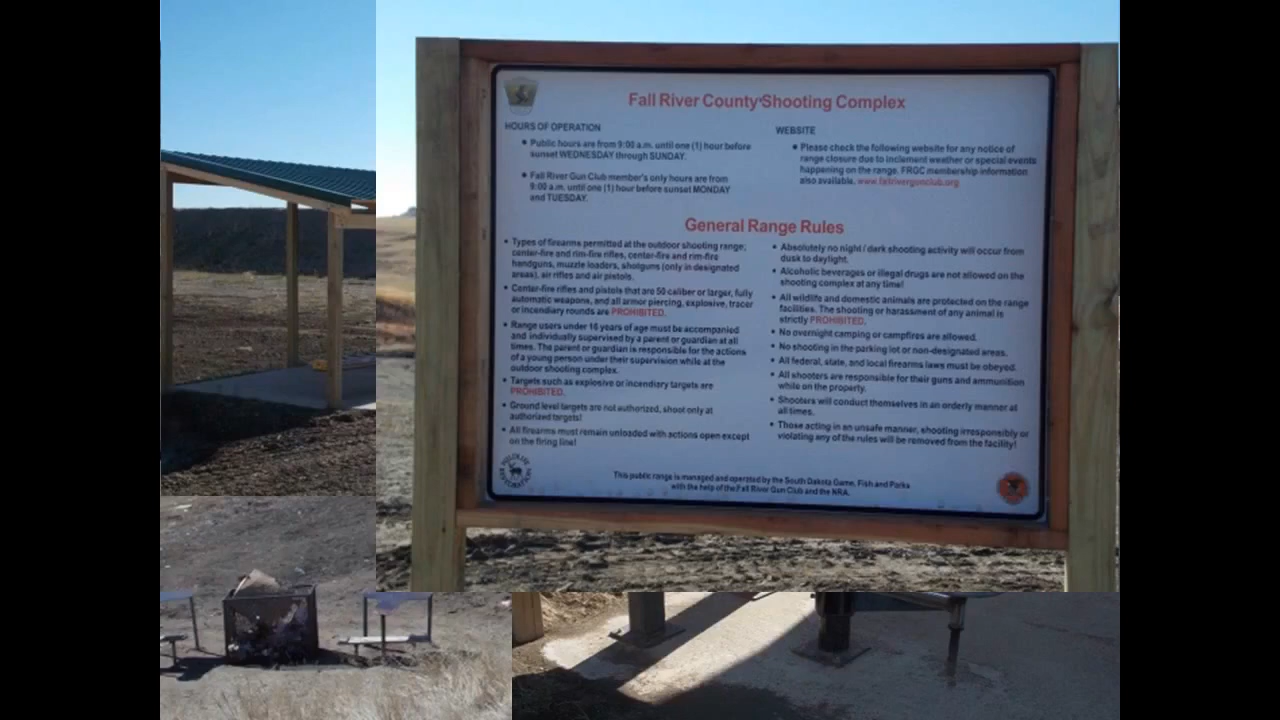 Fall River County Shooting Complex
HOURS OF OPERATION
• Public hours are from 9:00 a.m. until one (1) hour before
sunset WEDNESDAY through SUNDAY.
• Fall River Gun Club member's only hours are from
9:00 a.m. until one (1) hour before sunset MONDAY
and TUESDAY.
WEBSITE
• Please check the following website for any notice of
range closure due to inclement weather or special events
happening on the range. FRGC membership information
also available. www.fallrivergunclub.org
General Range Rules
• Types of firearms permitted at the outdoor shooting range;
center-fire and rim-fire rifles, center-fire and rim-fire
handguns, muzzle loaders, shotguns (only in designated
areas), air rifles and air pistols.
• Center-fire rifles and pistols that are 50 caliber or larger, fully
automatic weapons, and all armor piercing, explosive, tracer
or incendiary rounds are PROHIBITED.
• Range users under 16 years of age must be accompanied
and individually supervised by a parent or guardian at all
times. The parent or guardian is responsible for the actions
of a young person under their supervision while at the
outdoor shooting complex.
• Targets such as explosive or incendiary targets are
PROHIBITED.
• Ground level targets are not authorized, shoot only at
authorized targets!
• All firearms must remain unloaded with actions open except
on the firing line!
• Absolutely no night / dark shooting activity will occur from
dusk to daylight.
• Alcoholic beverages or illegal drugs are not allowed on the
shooting complex at any time!
• All wildlife and domestic animals are protected on the range
facilities. The shooting or harassment of any animal is
strictly PROHIBITED.
• No overnight camping or campfires are allowed.
• No shooting in the parking lot or non-designated areas.
• All federal, state, and local firearms laws must be obeyed.
• All shooters are responsible for their guns and ammunition
while on the property.
• Shooters will conduct themselves in an orderly manner at
all times.
• Those acting in an unsafe manner, shooting irresponsibly or
violating any of the rules will be removed from the facility!
WILDLIFE
RESTORATION
This public range is managed and operated by the South Dakota Game, Fish and Parks
with the help of the Fall River Gun Club and the NRA.